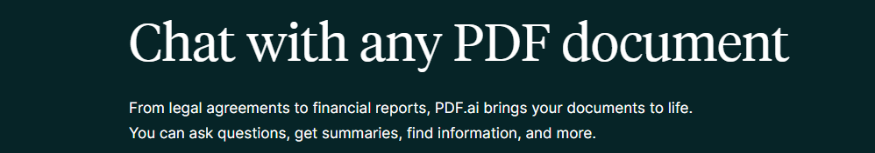 Chat with any PDF document
From legal agreements to financial reports, PDF.ai brings your documents to life.
You can ask questions, get summaries, find information, and more.